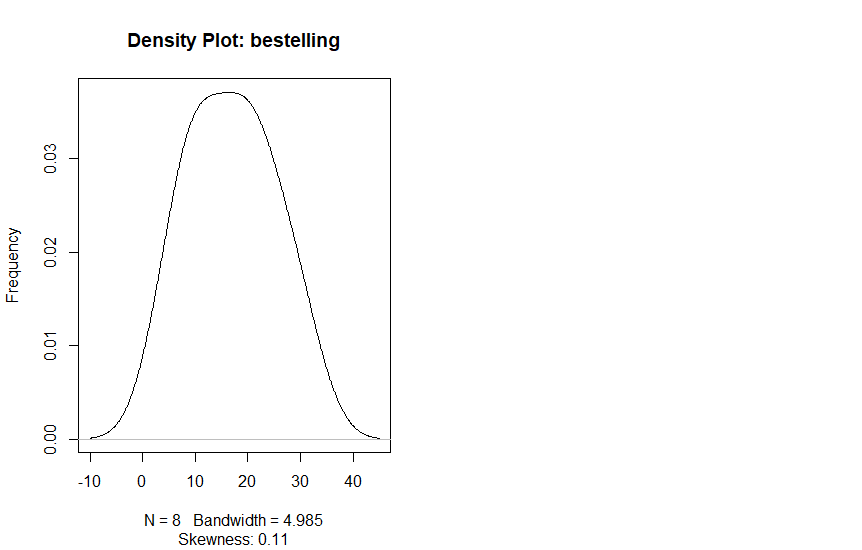 Density Plot: bestelling
Frequency
0.03
0.02
0.01
0.00
-10 0 10 20 30 40
N = 8 Bandwidth = 4.985
Skewness: 0.11